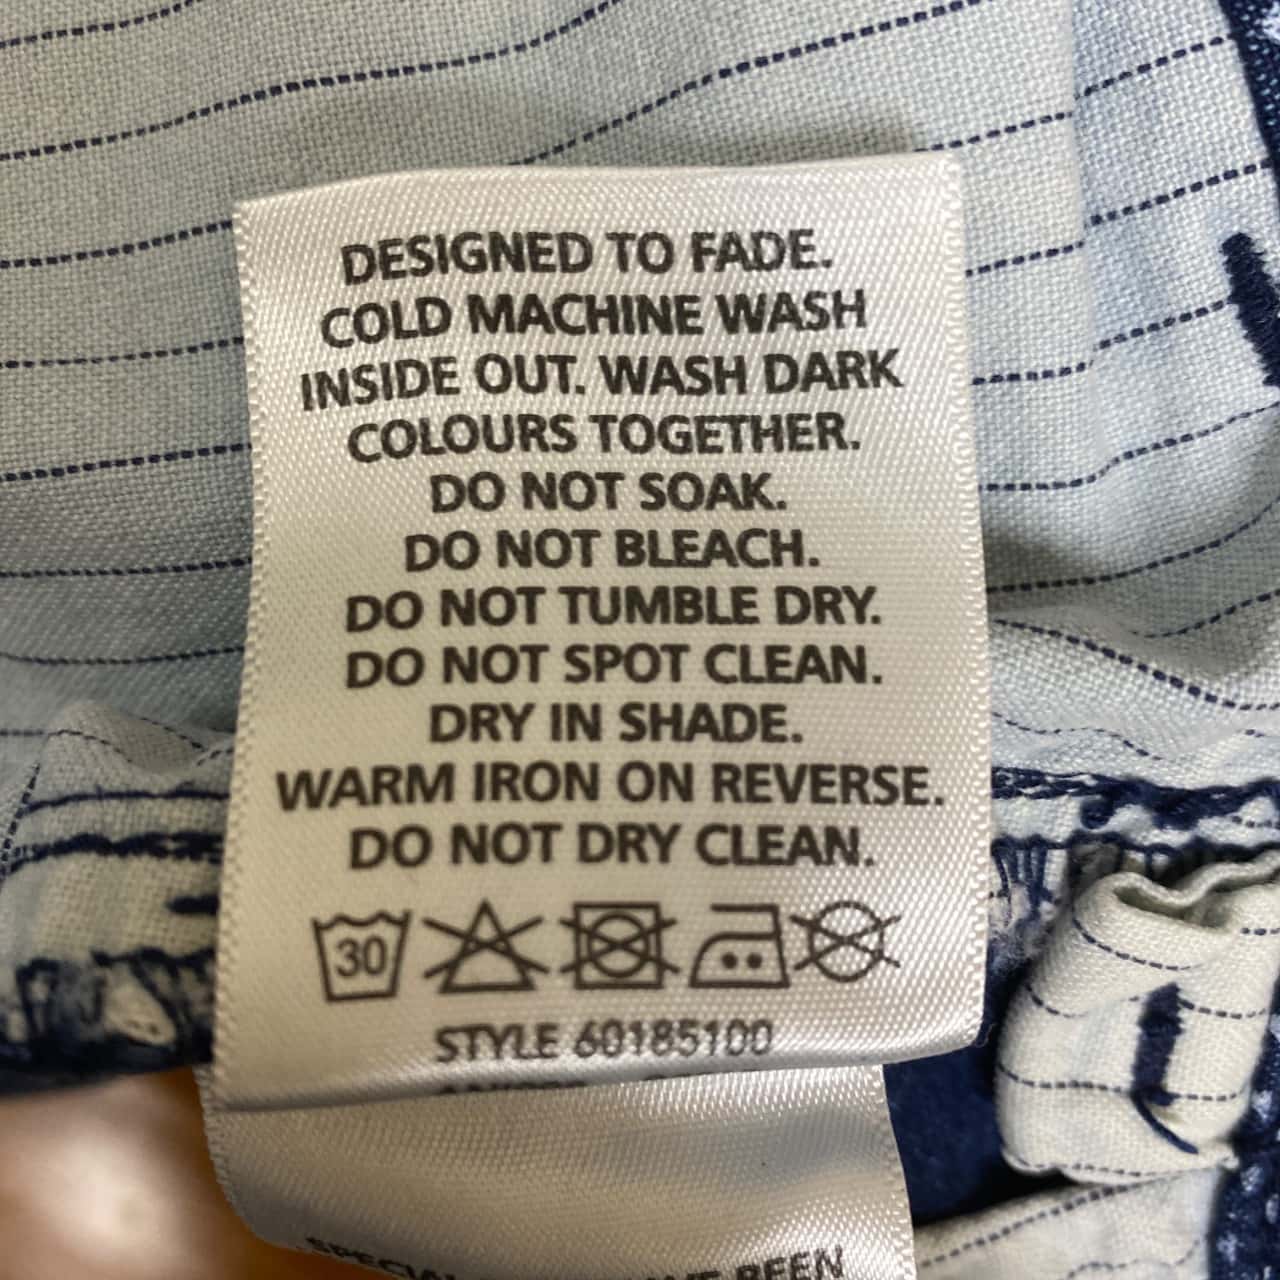 DESIGNED TO FADE.
COLD MACHINE WASH
INSIDE OUT. WASH DARK
COLOURS TOGETHER.
DO NOT SOAK.
DO NOT BLEACH.
DO NOT TUMBLE DRY.
DO NOT SPOT CLEAN.
DRY IN SHADE.
WARM IRON ON REVERSE.
DO NOT DRY CLEAN.
30
STYLE 60185100
BEEN